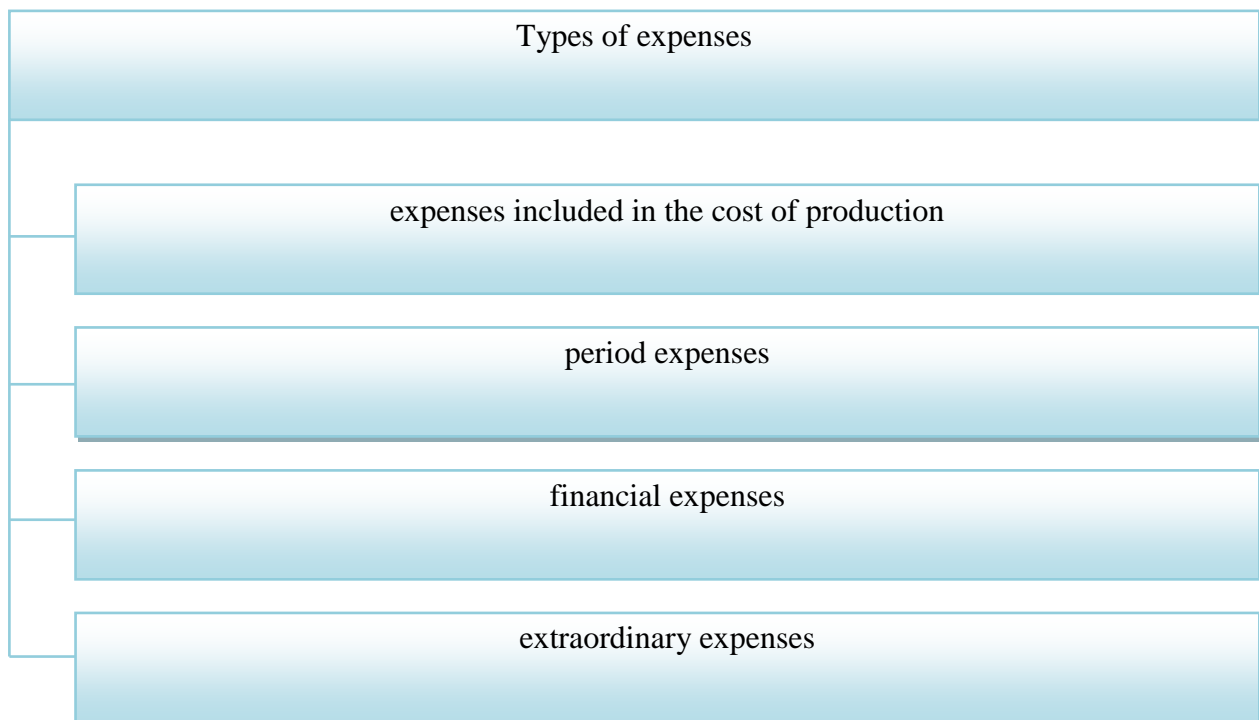 Types of expenses
expenses included in the cost of production
period expenses
financial expenses
extraordinary expenses